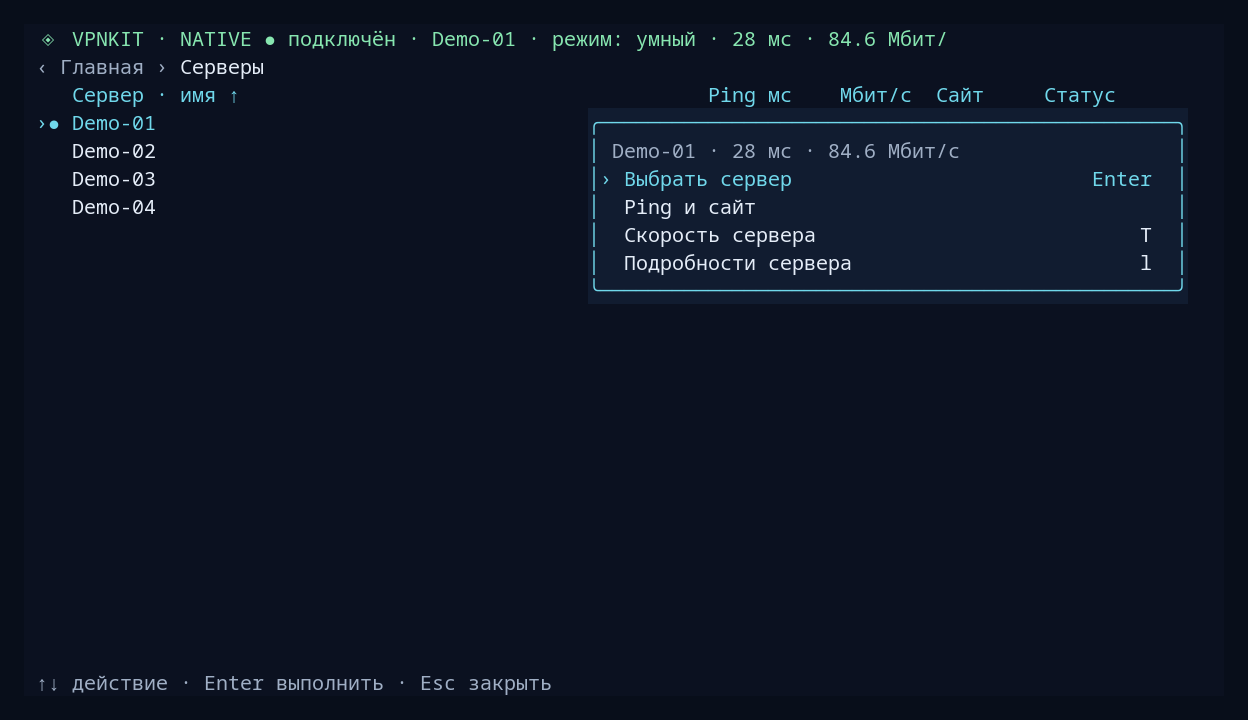 ◈ VPNKIT · NATIVE ● подключён · Demo-01 · режим: умный · 28 мс · 84.6 Мбит/
‹ Главная › Серверы
Сервер · имя ↑ Ping мс Мбит/с Сайт Статус
›● Demo-01
Demo-02
Demo-03
Demo-04
Demo-01 · 28 мс · 84.6 Мбит/с
› Выбрать сервер Enter
Ping и сайт
Скорость сервера T
Подробности сервера l
↑↓ действие · Enter выполнить · Esc закрыть